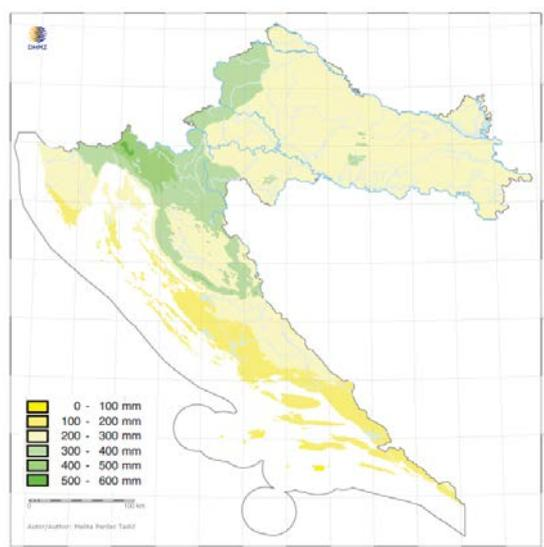 DHMZ
0 - 100 mm
100 - 200 mm
200 - 300 mm
300 - 400 mm
400 - 500 mm
500 - 600 mm
0 100 km
Autor/Author: Melita Perčec Tadić